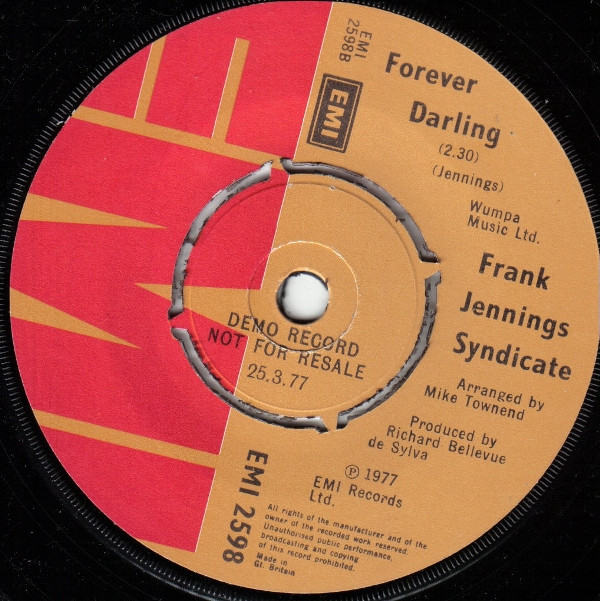 EMI
2598B
EMI
Forever
Darling
(2.30)
(Jennings)
Wumpa
Music Ltd.
Frank
Jennings
Syndicate
Arranged by
Mike Townend
Produced by
Richard Bellevue
de Sylva
DEMO RECORD
NOT FOR RESALE
25.3.77
℗ 1977
EMI Records
Ltd.
EMI 2598
All rights of the manufacturer and of the
owner of the recorded work reserved.
Unauthorised public performance,
broadcasting and copying
of this record prohibited.
Made in
Gt. Britain